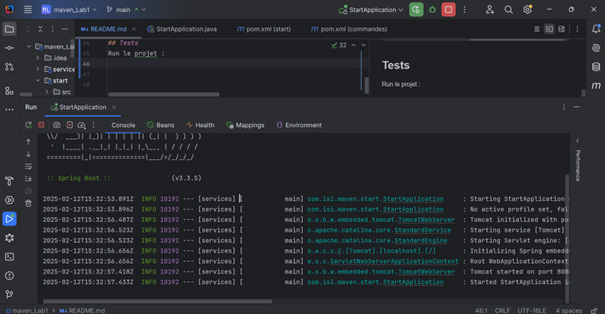 ML maven_Lab1 main StartApplication
README.md StartApplication.java pom.xml (start) pom.xml (commandes)
maven_Lab1
.idea
service
start
src
44 ## Tests
45 Run le projet :
46
47
48
32
Tests
Run le projet :
Run StartApplication
Console Beans Health Mappings Environment
:: Spring Boot :: (v3.3.5)
2025-02-12T15:32:53.891Z INFO 10192 --- [services] [ main] com.isi.maven.start.StartApplication : Starting StartApplication
2025-02-12T15:32:53.896Z INFO 10192 --- [services] [ main] com.isi.maven.start.StartApplication : No active profile set, fal
2025-02-12T15:32:56.487Z INFO 10192 --- [services] [ main] o.s.b.w.embedded.tomcat.TomcatWebServer : Tomcat initialized with po
2025-02-12T15:32:56.523Z INFO 10192 --- [services] [ main] o.apache.catalina.core.StandardService : Starting service [Tomcat]
2025-02-12T15:32:56.523Z INFO 10192 --- [services] [ main] o.apache.catalina.core.StandardEngine : Starting Servlet engine: [
2025-02-12T15:32:56.656Z INFO 10192 --- [services] [ main] o.a.c.c.C.[Tomcat].[localhost].[/] : Initializing Spring embedde
2025-02-12T15:32:56.656Z INFO 10192 --- [services] [ main] w.s.c.ServletWebServerApplicationContext : Root WebApplicationContext
2025-02-12T15:32:57.418Z INFO 10192 --- [services] [ main] o.s.b.w.embedded.tomcat.TomcatWebServer : Tomcat started on port 808
2025-02-12T15:32:57.433Z INFO 10192 --- [services] [ main] com.isi.maven.start.StartApplication : Started StartApplication i
Performance
maven_Lab1 > README.md 46:1 CRLF UTF-16LE 4 spaces